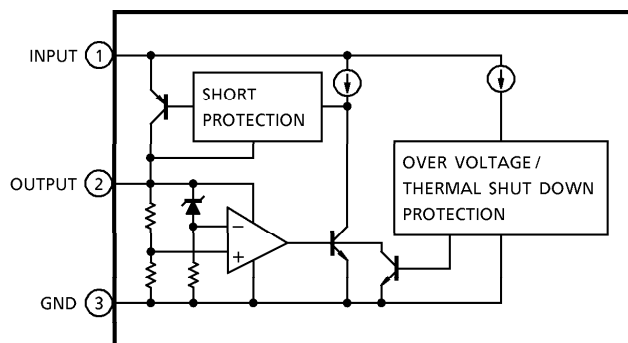 INPUT 1
SHORT
PROTECTION
OVER VOLTAGE /
THERMAL SHUT DOWN
PROTECTION
OUTPUT 2
−
+
GND 3